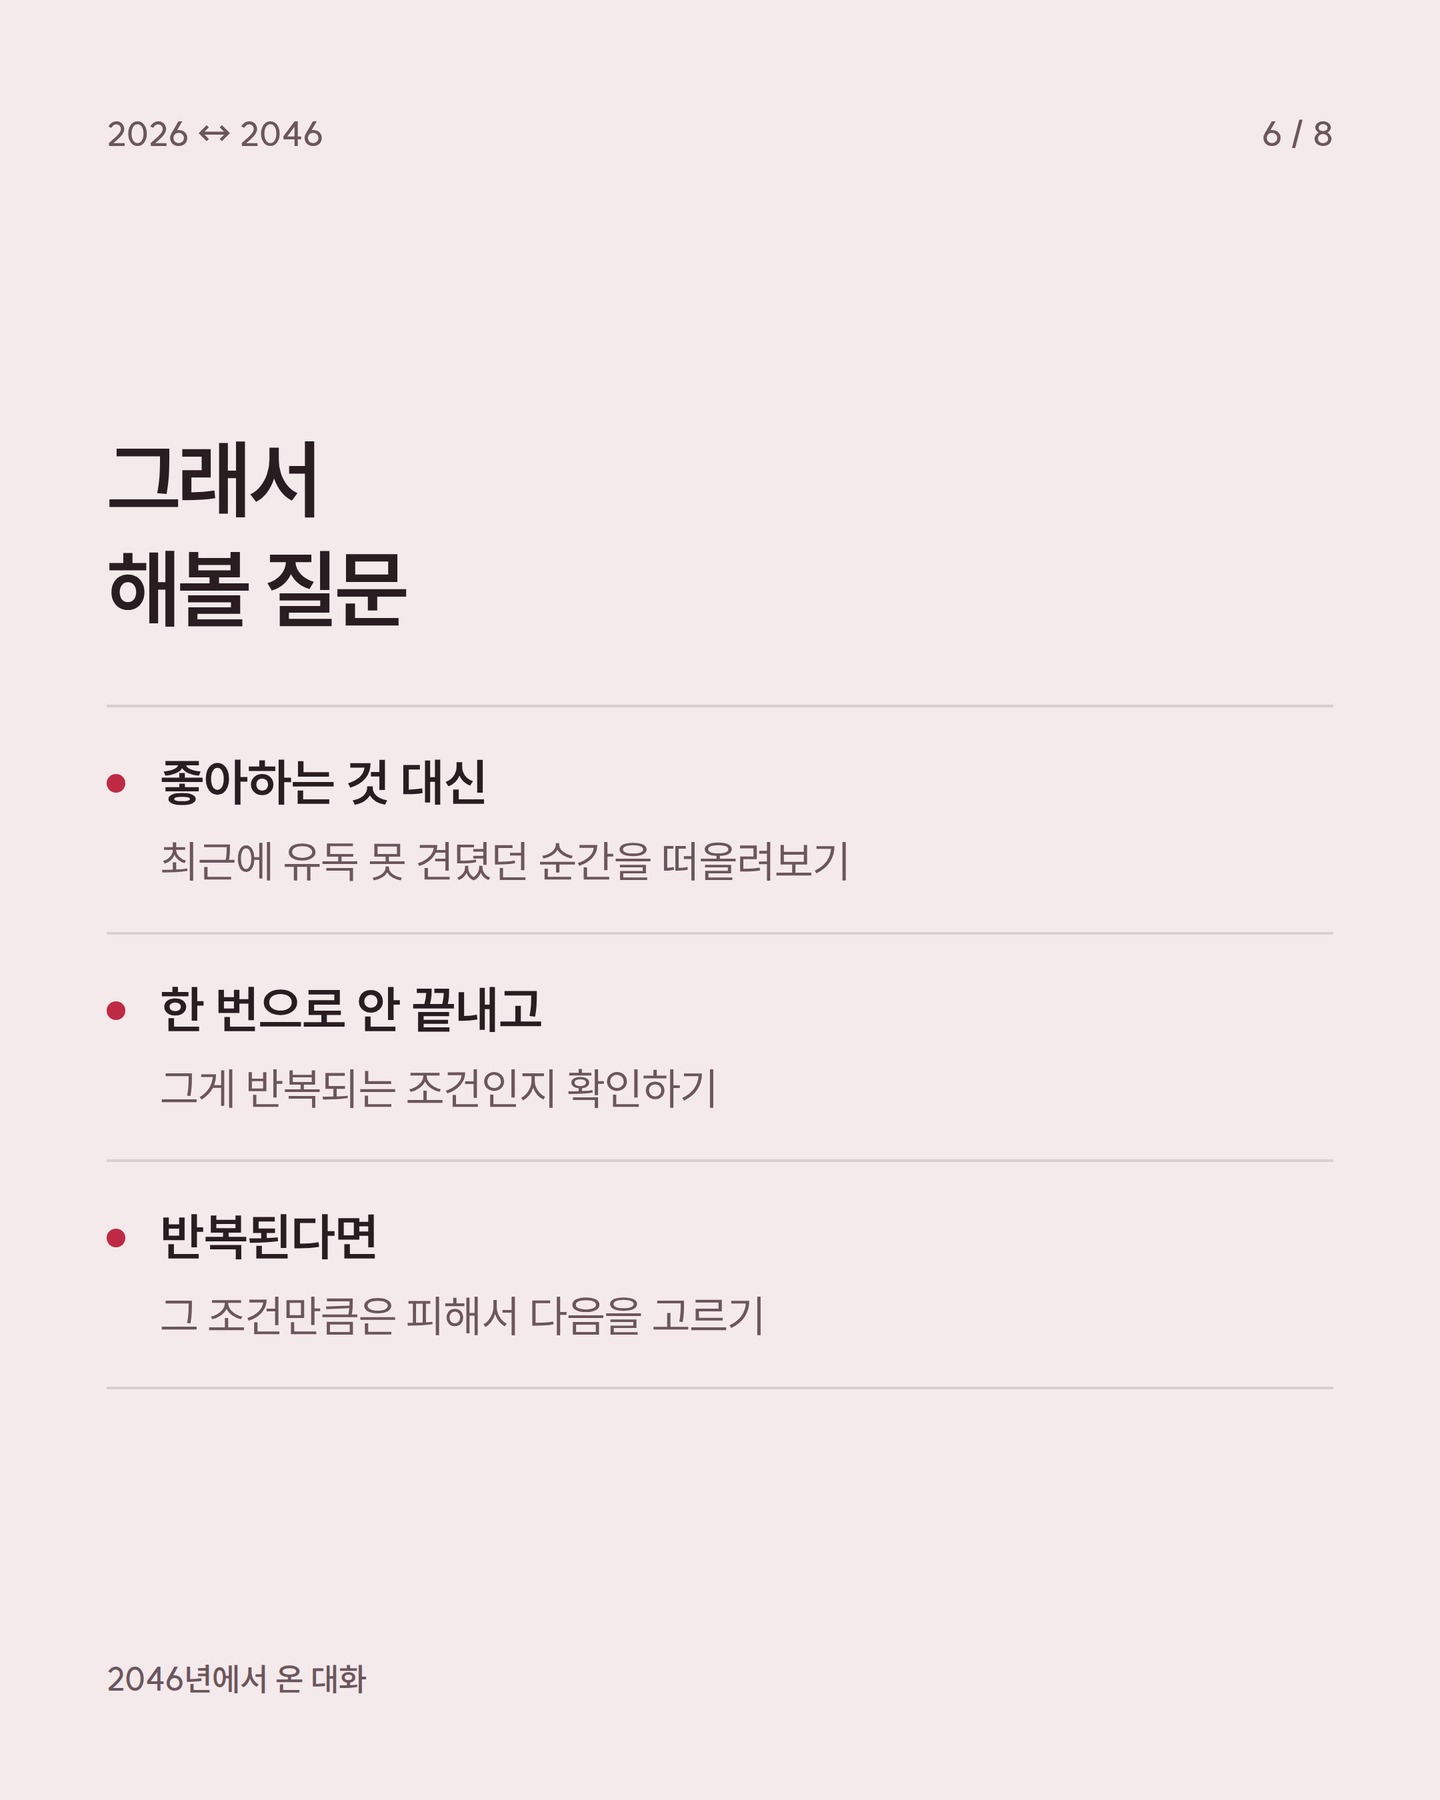 2026 ↔ 2046
6 / 8
그래서
해볼 질문
좋아하는 것 대신
최근에 유독 못 견뎠던 순간을 떠올려보기
한 번으로 안 끝내고
그게 반복되는 조건인지 확인하기
반복된다면
그 조건만큼은 피해서 다음을 고르기
2046년에서 온 대화